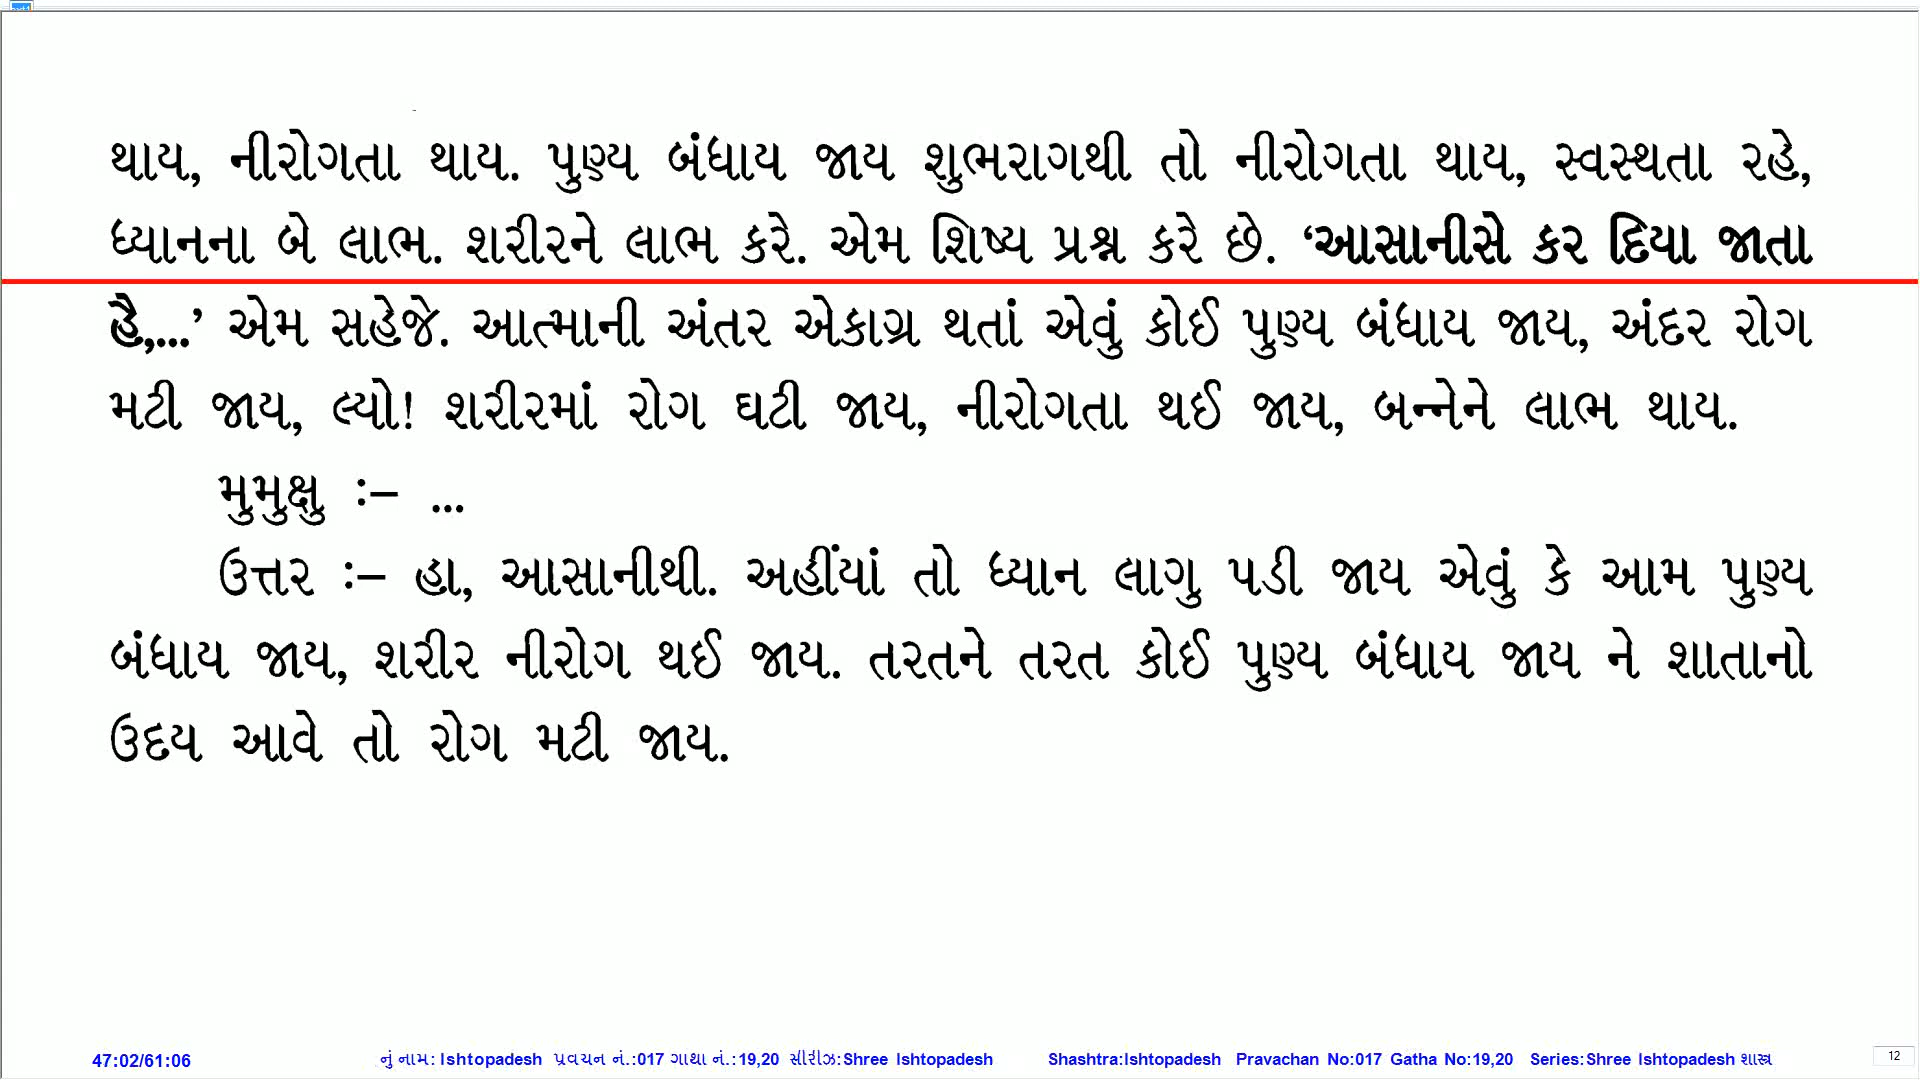 થાય, નીરોગતા થાય. પુણ્ય બંધાય જાય શુભરાગથી તો નીરોગતા થાય, સ્વસ્થતા રહે,
ધ્યાનના બે લાભ. શરીરને લાભ કરે. એમ શિષ્ય પ્રશ્ન કરે છે. ‘આસાનીસે કર દિયા જાતા
હૈ,...’ એમ સહેજે. આત્માની અંતર એકાગ્ર થતાં એવું કોઈ પુણ્ય બંધાય જાય, અંદર રોગ
મટી જાય, લ્યો! શરીરમાં રોગ ઘટી જાય, નીરોગતા થઈ જાય, બન્નેને લાભ થાય.
મુમુક્ષુ :– ...
ઉત્તર :– હા, આસાનીથી. અહીંયાં તો ધ્યાન લાગુ પડી જાય એવું કે આમ પુણ્ય
બંધાય જાય, શરીર નીરોગ થઈ જાય. તરતને તરત કોઈ પુણ્ય બંધાય જાય ને શાતાનો
ઉદય આવે તો રોગ મટી જાય.
47:02/61:06 નું નામ: Ishtopadesh પ્રવચન નં.:017 ગાથા નં.:19,20 સીરીઝ:Shree Ishtopadesh Shashtra:Ishtopadesh Pravachan No:017 Gatha No:19,20 Series:Shree Ishtopadesh શાસ્ત્ર 12